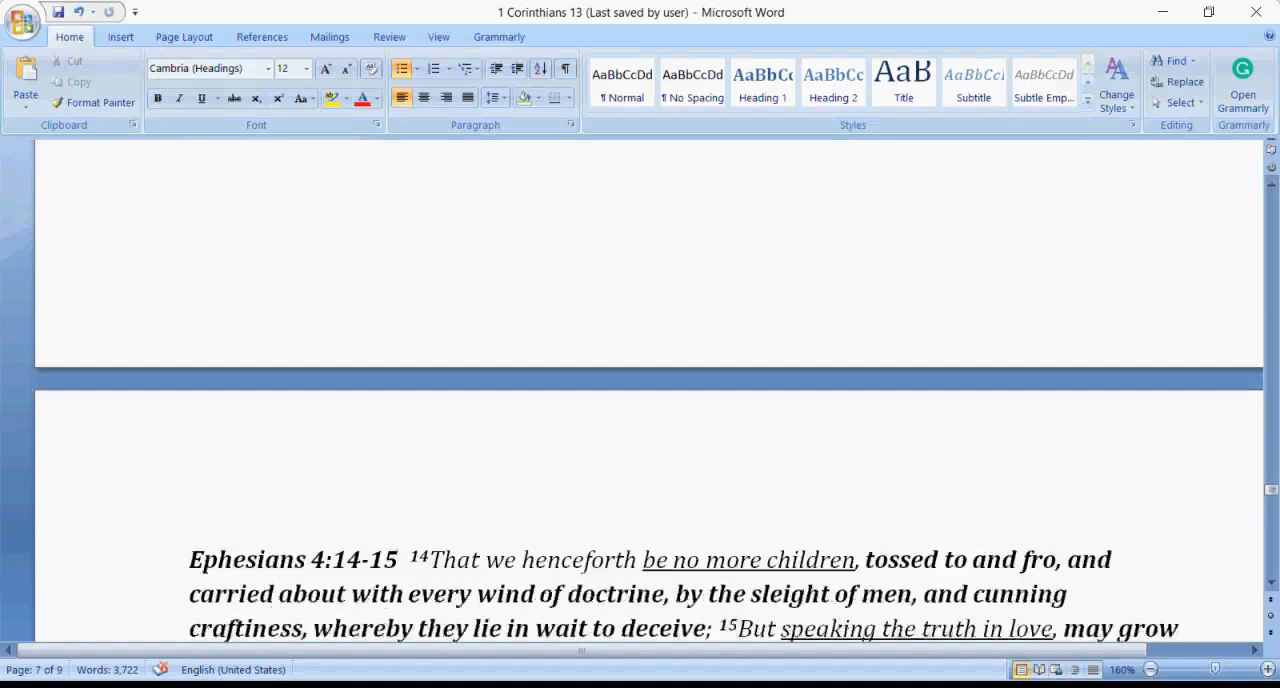 1 Corinthians 13 (Last saved by user) - Microsoft Word
Home Insert Page Layout References Mailings Review View Grammarly
Paste
Cut
Copy
Format Painter
Clipboard
Cambria (Headings) 12
Font
Paragraph
AaBbCcDd AaBbCcDd AaBbCc AaBbCc AaB AaBbCcl AaBbCcDd
¶ Normal ¶ No Spacing Heading 1 Heading 2 Title Subtitle Subtle Emp...
Change
Styles
Styles
Find
Replace
Select
Editing
Open
Grammarly
Grammarly
Ephesians 4:14-15 14That we henceforth be no more children, tossed to and fro, and
carried about with every wind of doctrine, by the sleight of men, and cunning
craftiness, whereby they lie in wait to deceive; 15But speaking the truth in love, may grow
Page: 7 of 9 Words: 3,722 English (United States) 160%